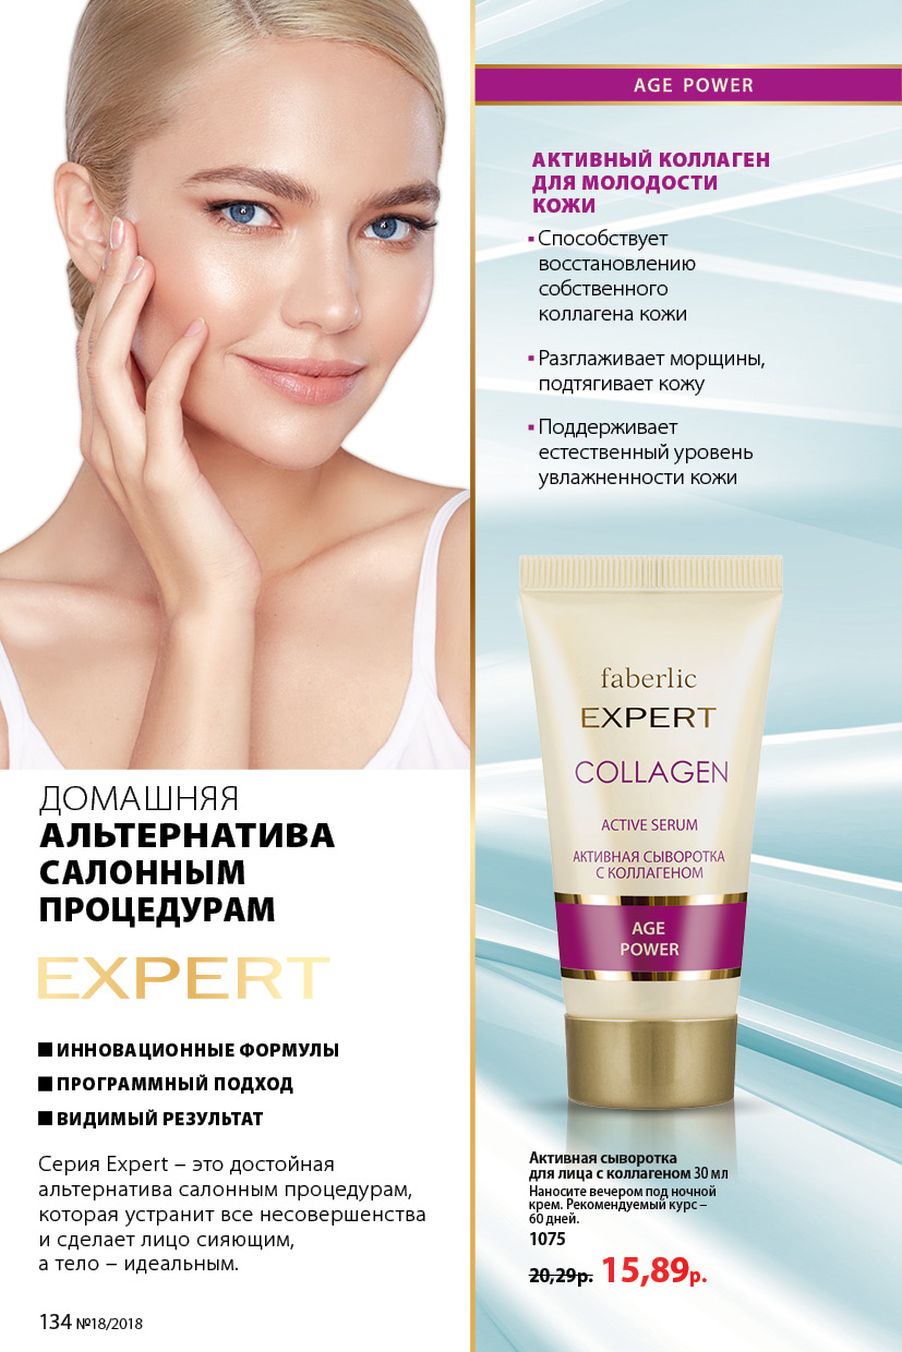 ДОМАШНЯЯ
АЛЬТЕРНАТИВА
САЛОННЫМ
ПРОЦЕДУРАМ
EXPERT
ИННОВАЦИОННЫЕ ФОРМУЛЫ
ПРОГРАММНЫЙ ПОДХОД
ВИДИМЫЙ РЕЗУЛЬТАТ
Серия Expert – это достойная
альтернатива салонным процедурам,
которая устранит все несовершенства
и сделает лицо сияющим,
а тело – идеальным.
134 №18/2018
AGE POWER
АКТИВНЫЙ КОЛЛАГЕН
ДЛЯ МОЛОДОСТИ
КОЖИ
Способствует
восстановлению
собственного
коллагена кожи
Разглаживает морщины,
подтягивает кожу
Поддерживает
естественный уровень
увлажненности кожи
faberlic
EXPERT
COLLAGEN
ACTIVE SERUM
АКТИВНАЯ СЫВОРОТКА
С КОЛЛАГЕНОМ
AGE
POWER
Активная сыворотка
для лица с коллагеном 30 мл
Наносите вечером под ночной
крем. Рекомендуемый курс –
60 дней.
1075
20,29р. 15,89р.